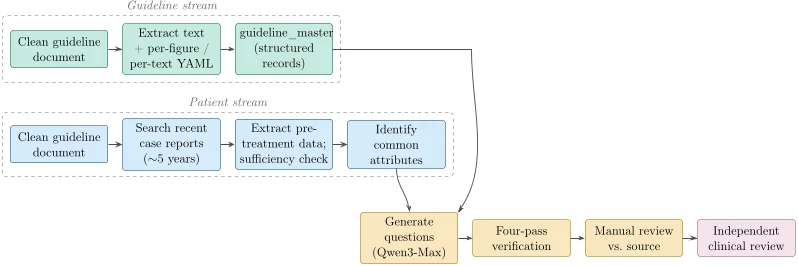 Guideline stream
Clean guideline
document
Extract text
+ per-figure /
per-text YAML
guideline_master
(structured
records)
Patient stream
Clean guideline
document
Search recent
case reports
(∼5 years)
Extract pre-
treatment data;
sufficiency check
Identify
common
attributes
Generate
questions
(Qwen3-Max)
Four-pass
verification
Manual review
vs. source
Independent
clinical review